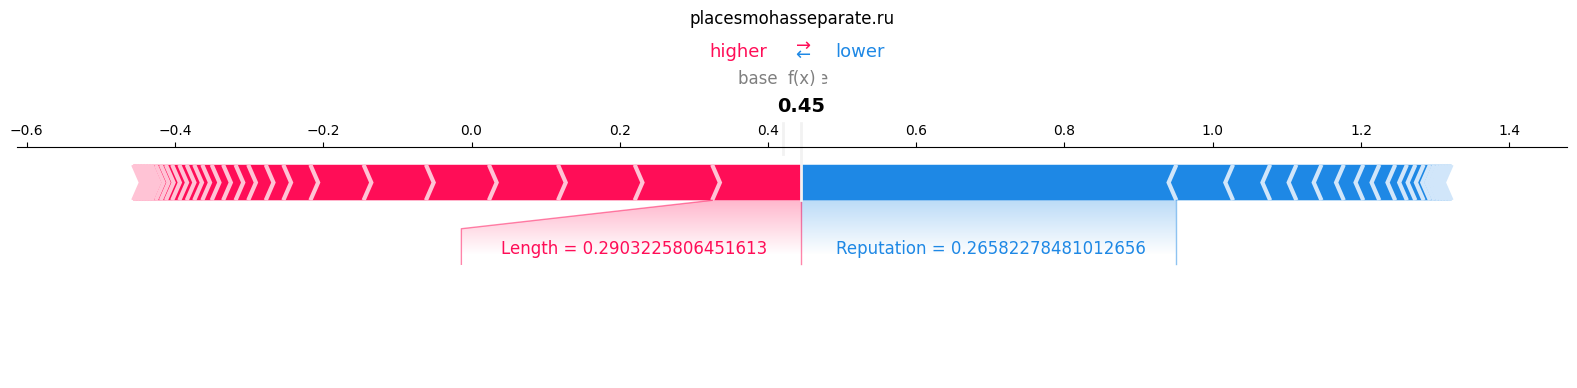 placesmohasseparate.ru
higher → lower
←
base f(x) e
0.45
−0.6 −0.4 −0.2 0.0 0.2 0.4 0.6 0.8 1.0 1.2 1.4
Length = 0.2903225806451613 Reputation = 0.26582278481012656